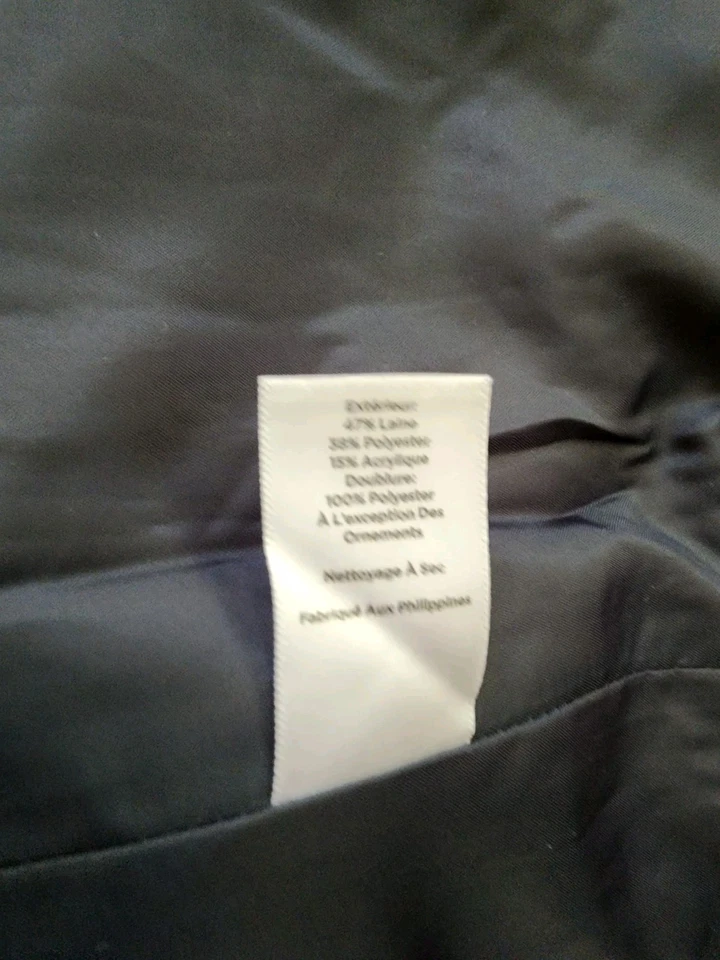 Extérieur:
47% Laine
38% Polyester
15% Acrylique
Doublure:
100% Polyester
À L'exception Des
Ornements
Nettoyage À Sec
Fabriqué Aux Philippines